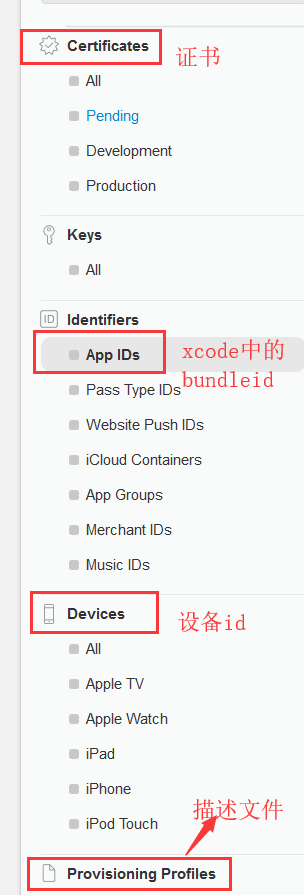 Certificates 证书
All
Pending
Development
Production
Keys
All
ID Identifiers
App IDs xcode中的
bundleid
Pass Type IDs
Website Push IDs
iCloud Containers
App Groups
Merchant IDs
Music IDs
Devices 设备id
All
Apple TV
Apple Watch
iPad
iPhone
描述文件
iPod Touch
Provisioning Profiles